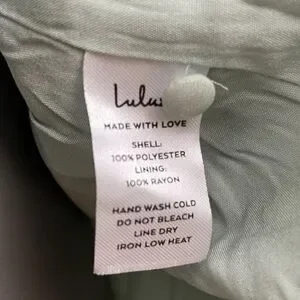 MADE WITH LOVE
SHELL:
100% POLYESTER
LINING:
100% RAYON
HAND WASH COLD
DO NOT BLEACH
LINE DRY
IRON LOW HEAT